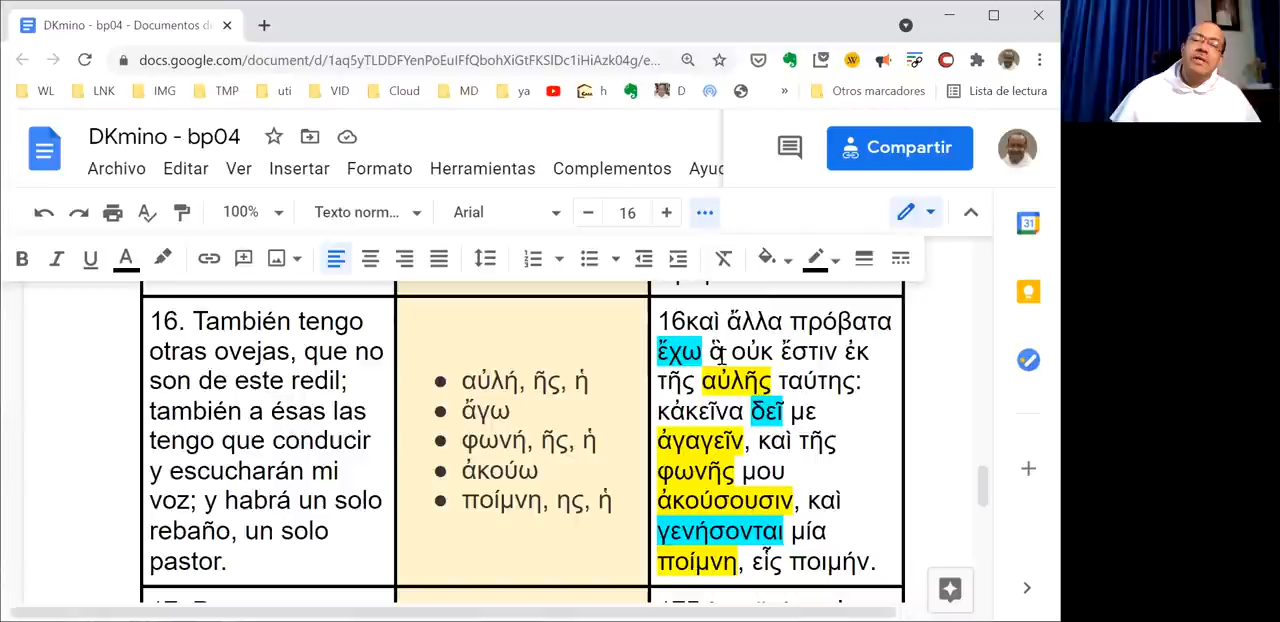 DKmino - bp04 - Documentos d
docs.google.com/document/d/1aq5yTLDDFYenPoEuIFfQbohXiGtFKSlDc1iHiAzk04g/e...
WL LNK IMG TMP uti VID Cloud MD ya h D » Otros marcadores Lista de lectura
DKmino - bp04
Compartir
Archivo Editar Ver Insertar Formato Herramientas Complementos Ayuc
100% Texto norm... Arial 16
B I U A
31
16. También tengo
otras ovejas, que no
son de este redil;
también a ésas las
tengo que conducir
y escucharán mi
voz; y habrá un solo
rebaño, un solo
pastor.
● αὐλή, ῆς, ἡ
● ἄγω
● φωνή, ῆς, ἡ
● ἀκούω
● ποίμνη, ης, ἡ
16καὶ ἄλλα πρόβατα
ἔχω ἃ οὐκ ἔστιν ἐκ
τῆς αὐλῆς ταύτης:
κἀκεῖνα δεῖ με
ἀγαγεῖν, καὶ τῆς
φωνῆς μου
ἀκούσουσιν, καὶ
γενήσονται μία
ποίμνη, εἷς ποιμήν.